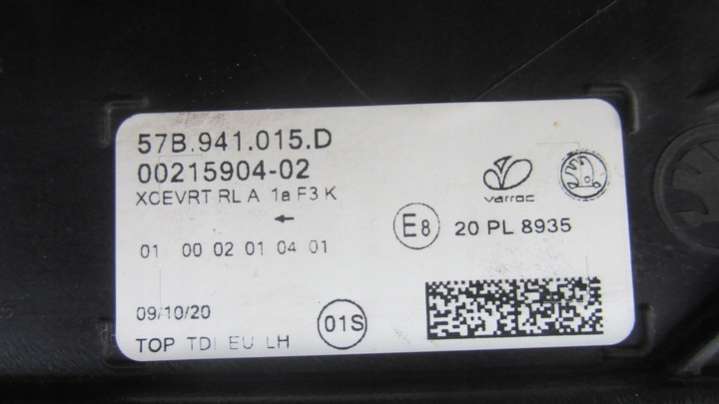 57B.941.015.D
00215904-02
XCEVRT RL A 1a F3 K
←
varroc
E8 20 PL 8935
01 00 02 01 04 01
09/10/20
01S
TOP TDI EU LH